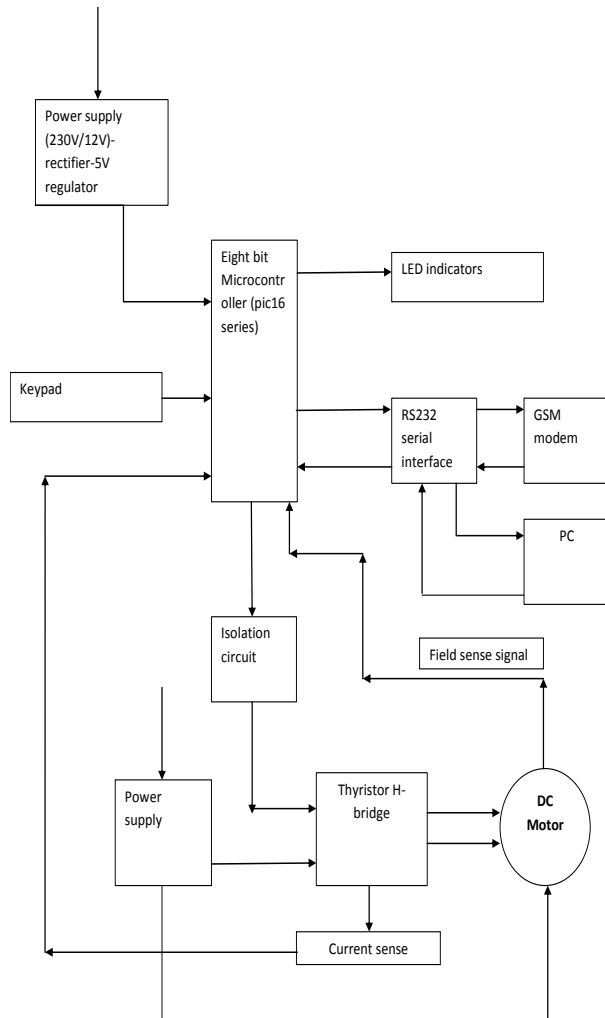 Power supply
(230V/12V)-
rectifier-5V
regulator
Eight bit
Microcontr
oller (pic16
series)
LED indicators
Keypad
RS232
serial
interface
GSM
modem
PC
Isolation
circuit
Field sense signal
Power
supply
Thyristor H-
bridge
DC
Motor
Current sense